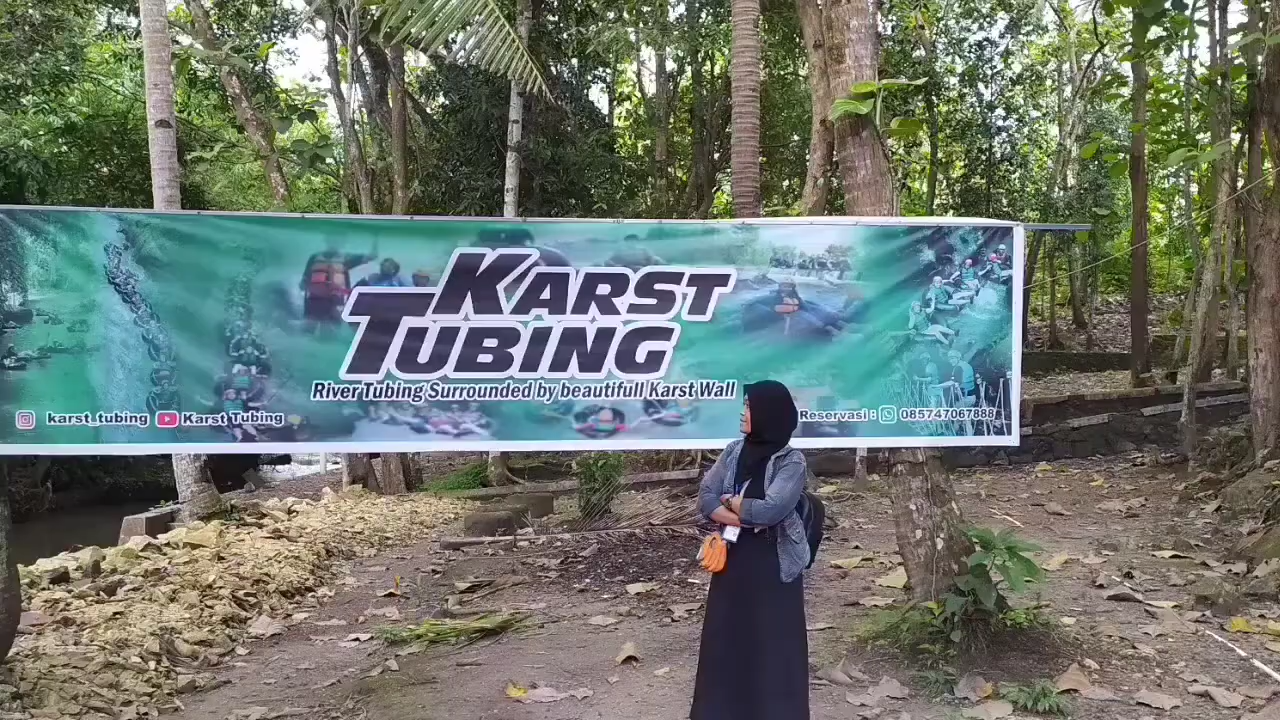 KARST
TUBING
River Tubing Surrounded by beautifull Karst Wall
karst_tubing Karst Tubing
Reservasi : 085747067888